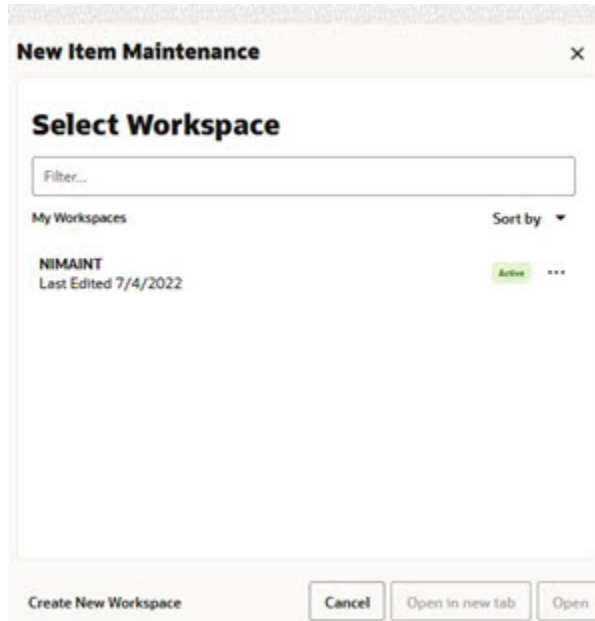 New Item Maintenance ×
Select Workspace
Filter...
My Workspaces Sort by
NIMAINT
Last Edited 7/4/2022 Active ...
Create New Workspace Cancel Open in new tab Open